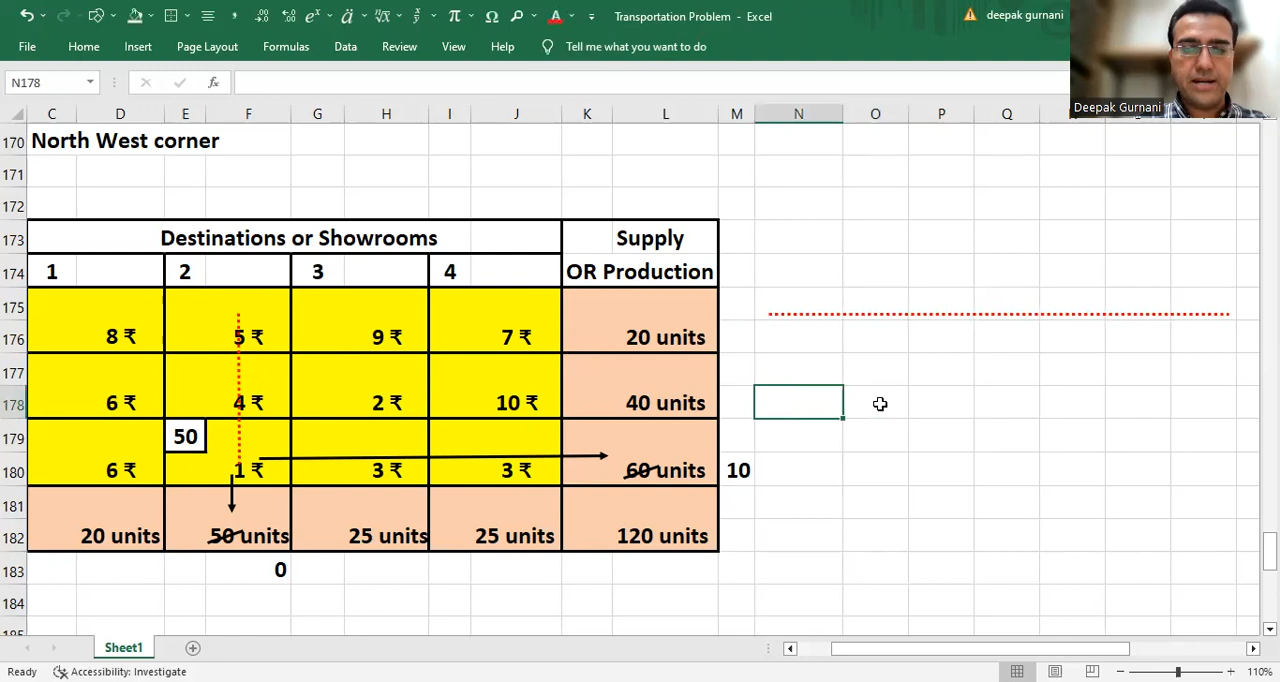 Transportation Problem - Excel
deepak gurnani
File Home Insert Page Layout Formulas Data Review View Help Tell me what you want to do
N178
fx
Deepak Gurnani
C D E F G H I J K L M N O P Q
170 North West corner
171
172
173 Destinations or Showrooms Supply
174 1 2 3 4 OR Production
175
176 8 ₹ 5 ₹ 9 ₹ 7 ₹ 20 units
177
178 6 ₹ 4 ₹ 2 ₹ 10 ₹ 40 units
179 50
180 6 ₹ 1 ₹ 3 ₹ 3 ₹ 60 units 10
181
182 20 units 50 units 25 units 25 units 120 units
183 0
184
185
Sheet1
Ready Accessibility: Investigate 110%